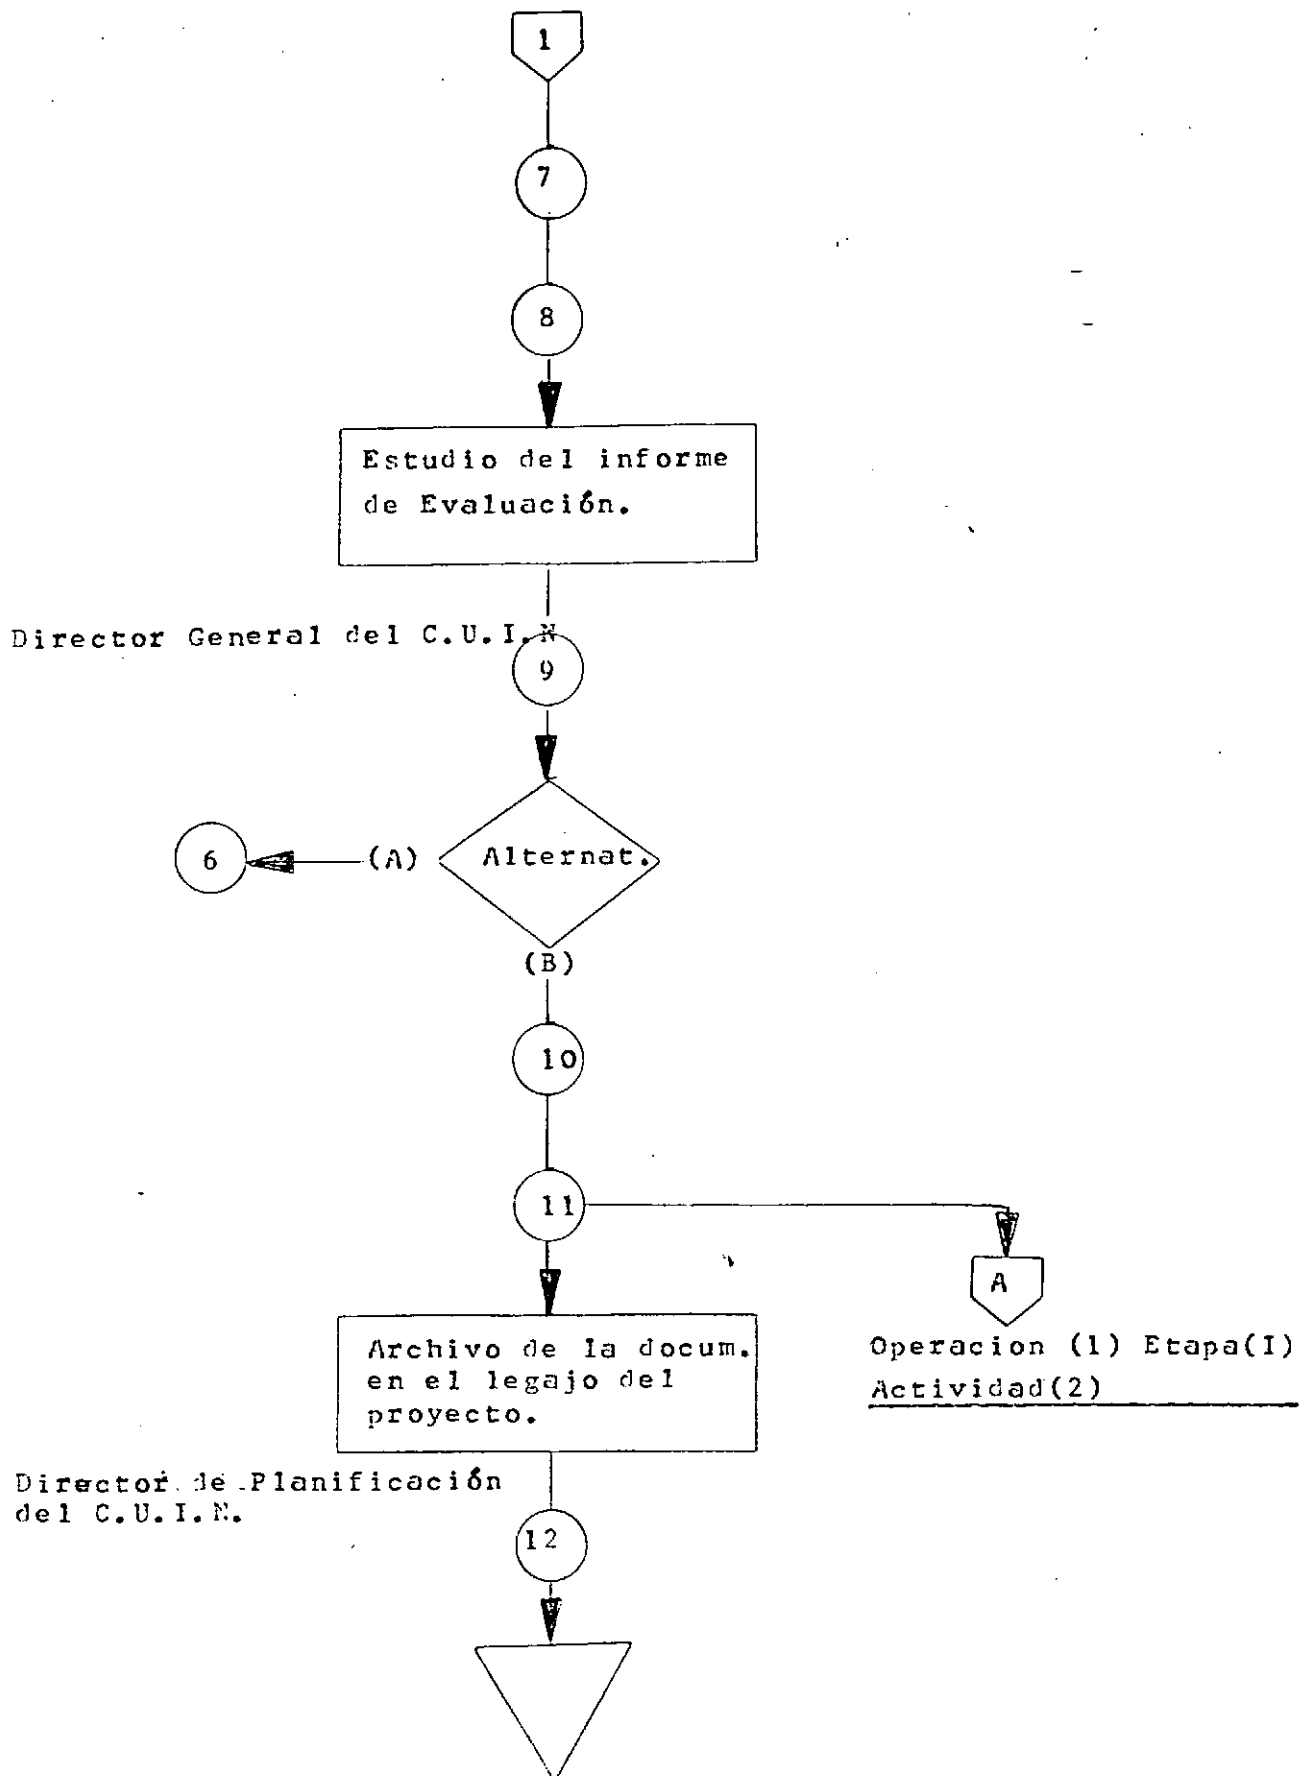 1
7
8
Estudio del informe
de Evaluación.
Director General del C.U.I.N
9
6
(A)
Alternat.
(B)
10
11
A
Operacion (1) Etapa(I)
Actividad(2)
Archivo de la docum.
en el legajo del
proyecto.
Director de Planificación
del C.U.I.N.
12